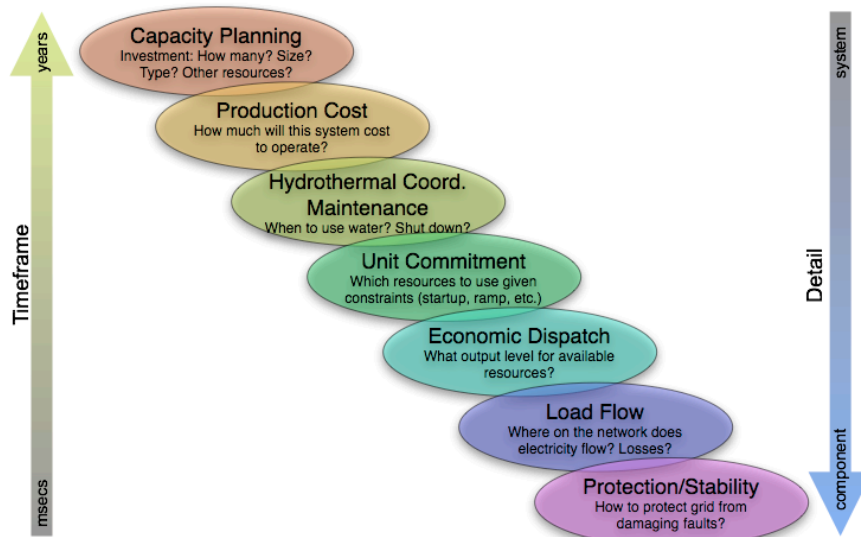 years
Timeframe
msecs
Capacity Planning
Investment: How many? Size?
Type? Other resources?
Production Cost
How much will this system cost
to operate?
Hydrothermal Coord.
Maintenance
When to use water? Shut down?
Unit Commitment
Which resources to use given
constraints (startup, ramp, etc.)
Economic Dispatch
What output level for available
resources?
Load Flow
Where on the network does
electricity flow? Losses?
Protection/Stability
How to protect grid from
damaging faults?
system
Detail
component